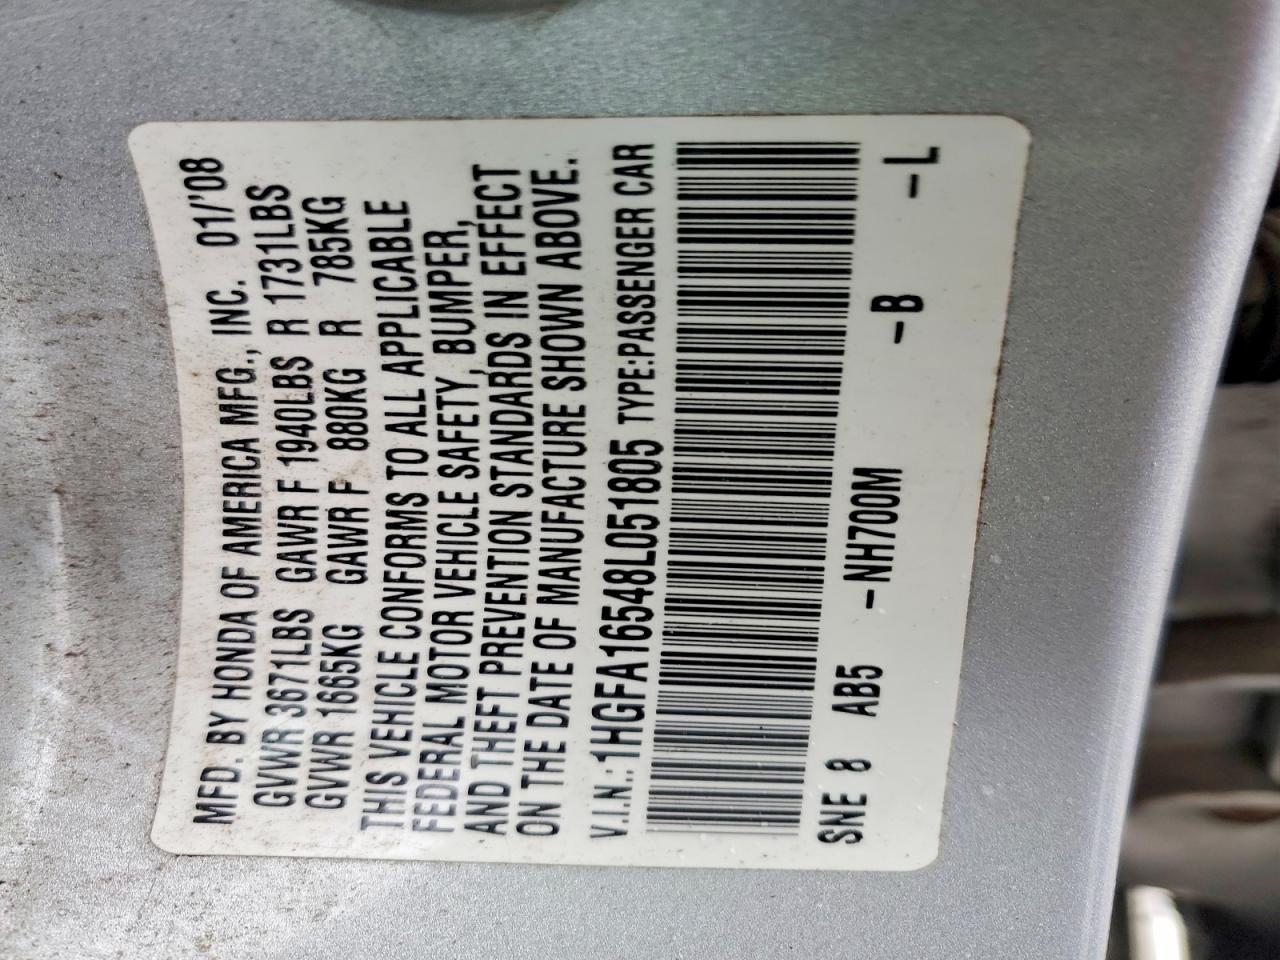 MFD. BY HONDA OF AMERICA MFG., INC. 01/'08
GVWR 3671LBS GAWR F 1940LBS R 1731LBS
GVWR 1665KG GAWR F 880KG R 785KG
THIS VEHICLE CONFORMS TO ALL APPLICABLE
FEDERAL MOTOR VEHICLE SAFETY, BUMPER,
AND THEFT PREVENTION STANDARDS IN EFFECT
ON THE DATE OF MANUFACTURE SHOWN ABOVE.
V.I.N.: 1HGFA16548L051805 TYPE:PASSENGER CAR
SNE 8 AB5 -NH700M -B -L